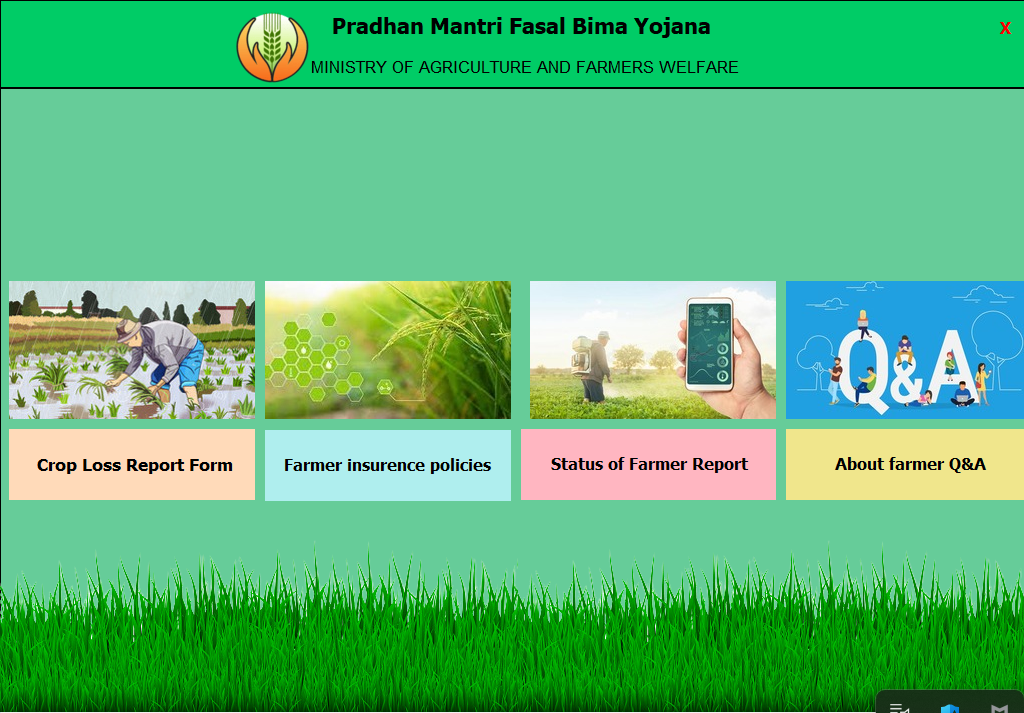 Pradhan Mantri Fasal Bima Yojana
X
MINISTRY OF AGRICULTURE AND FARMERS WELFARE
Q&A
Crop Loss Report Form
Farmer insurence policies
Status of Farmer Report
About farmer Q&A